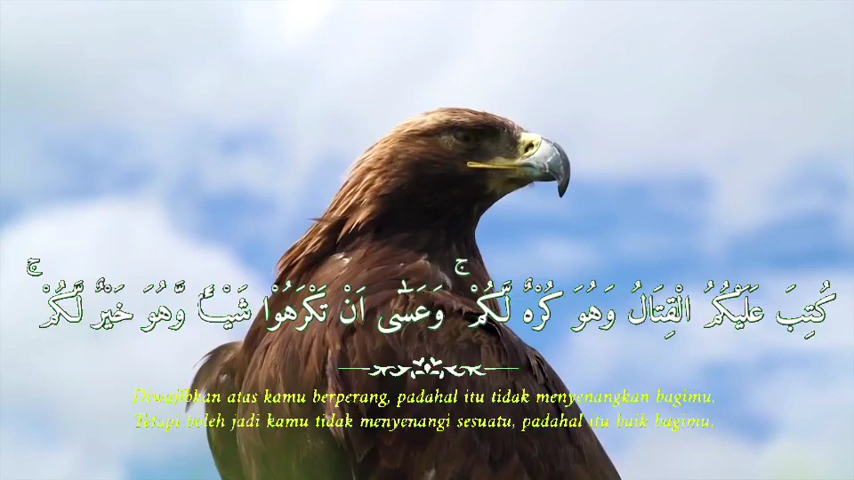 كُتِبَ عَلَيْكُمُ الْقِتَالُ وَهُوَ كُرْهٌ لَّكُمْ ۚ وَعَسٰٓى اَنْ تَكْرَهُوْا شَيْـًٔا وَّهُوَ خَيْرٌ لَّكُمْ ۚ
Diwajibkan atas kamu berperang, padahal itu tidak menyenangkan bagimu.
Tetapi boleh jadi kamu tidak menyenangi sesuatu, padahal itu baik bagimu.